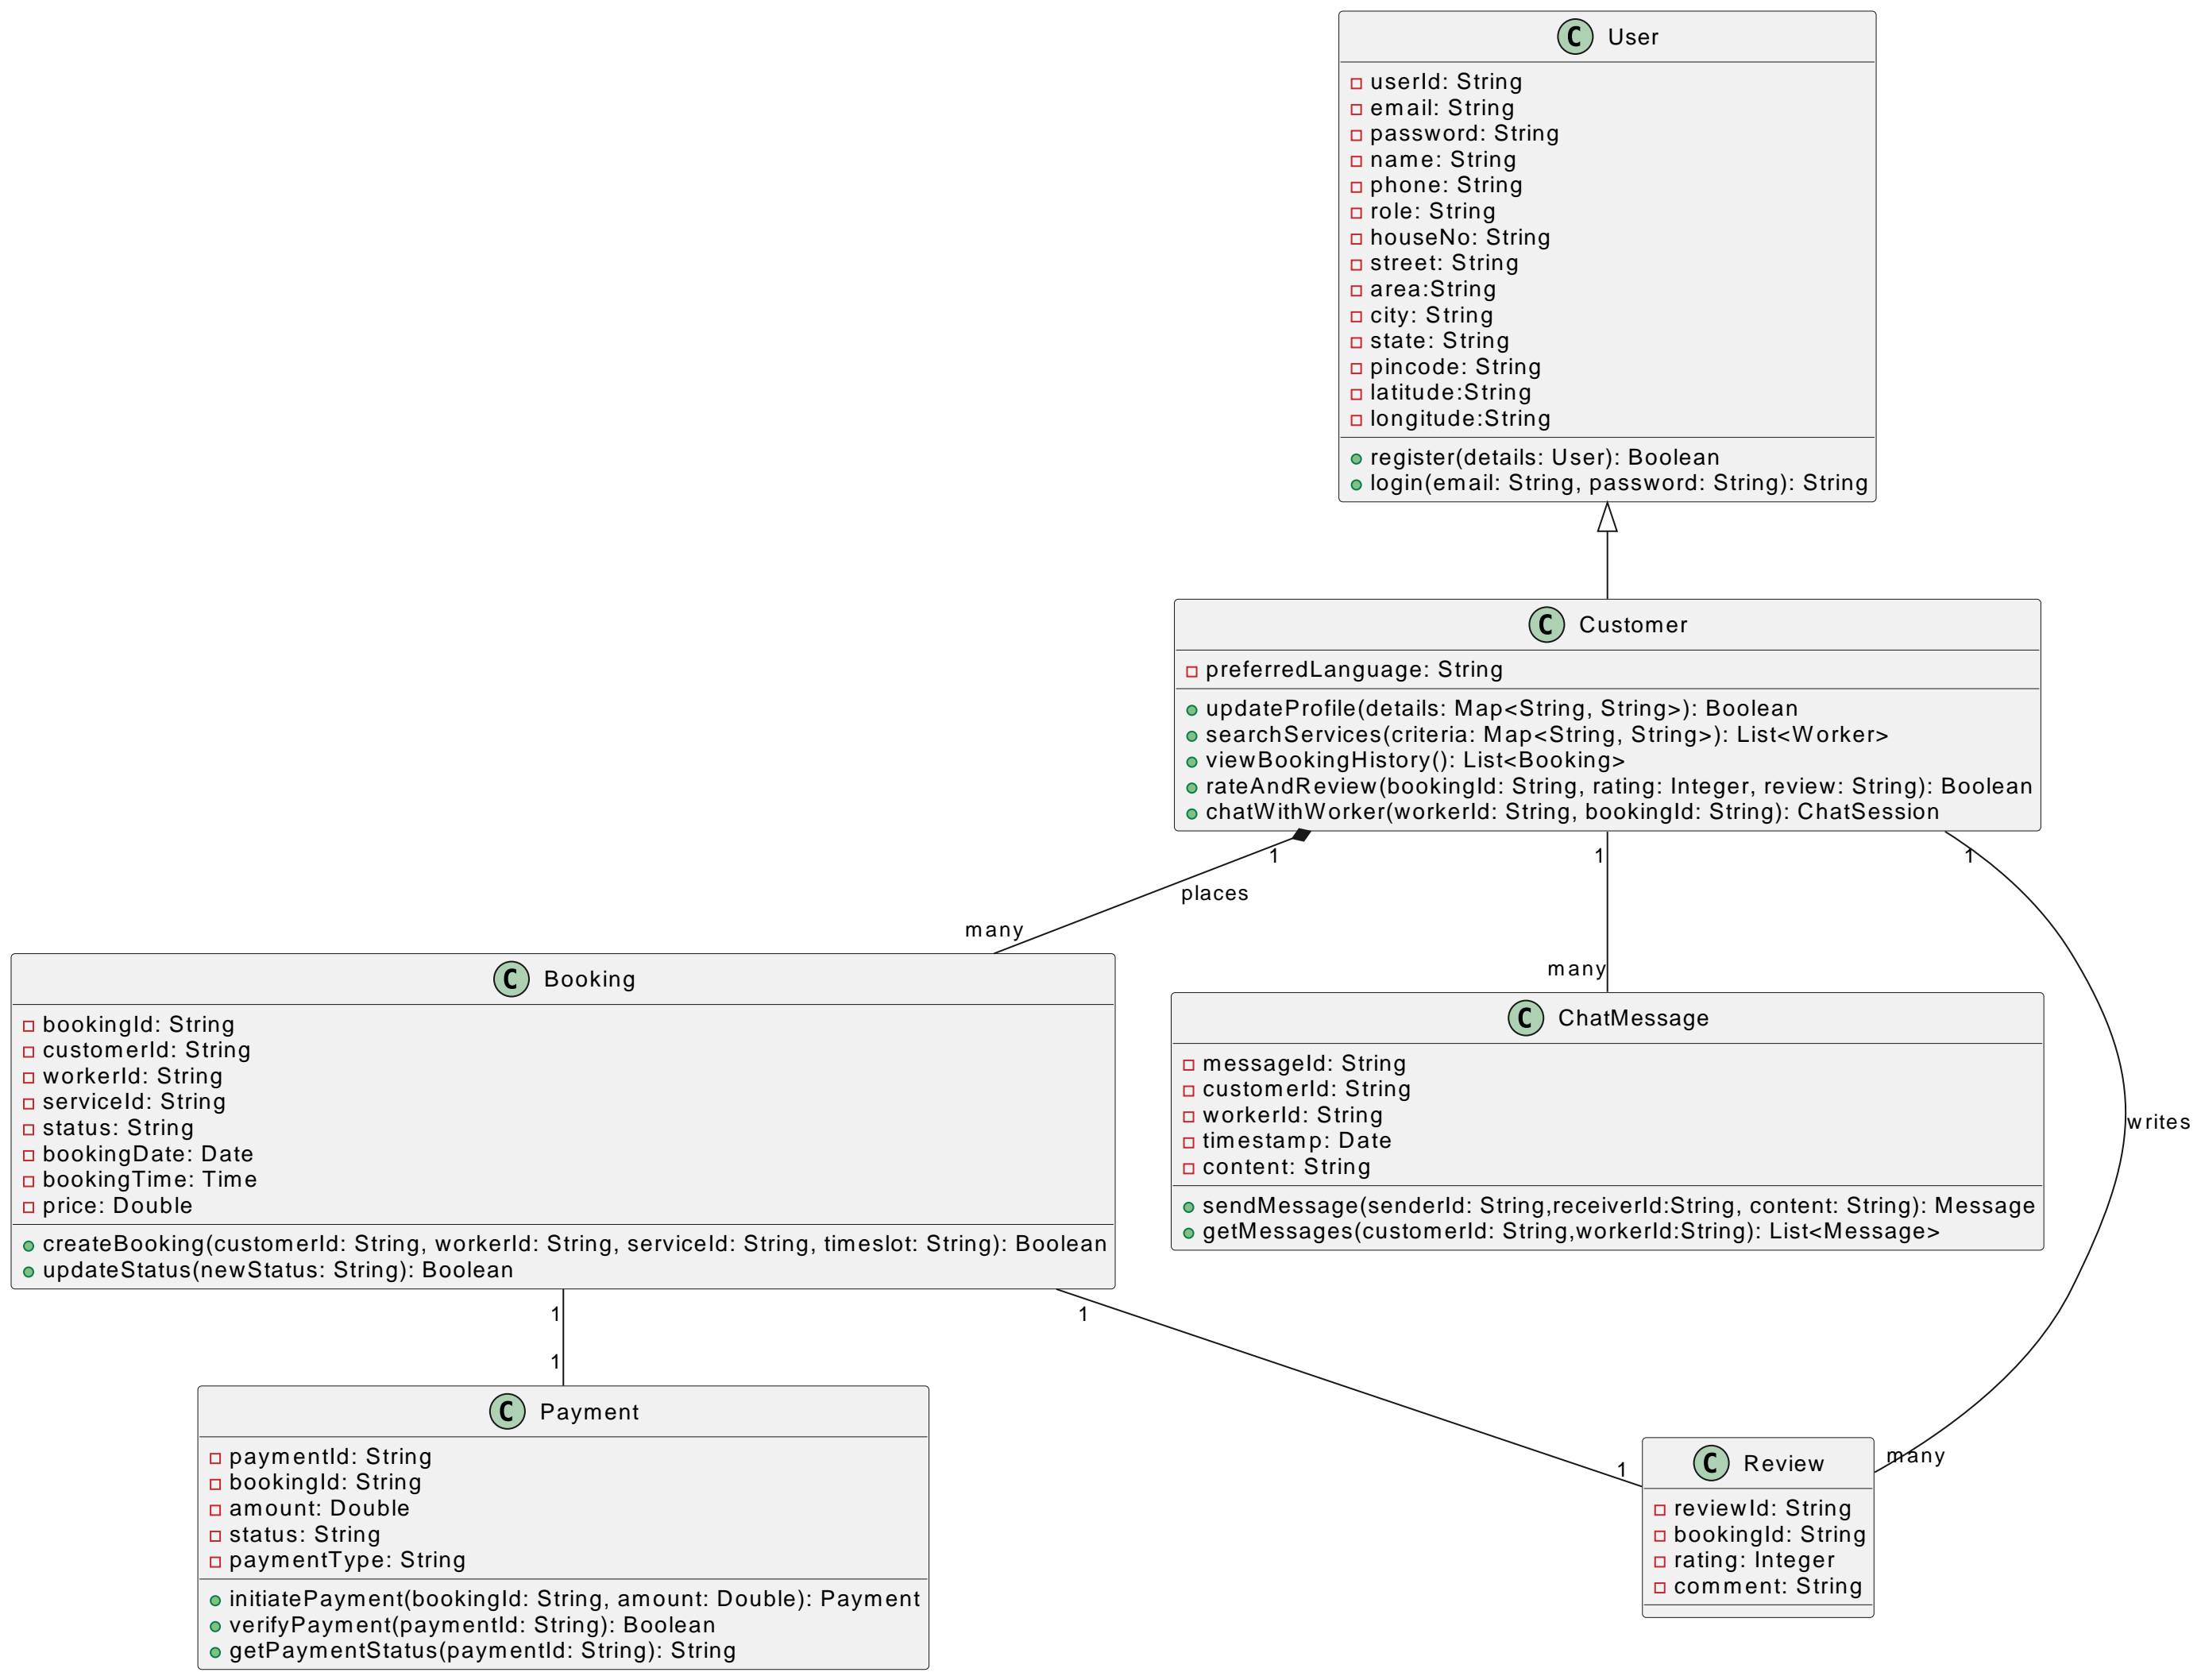 C User
userId: String
email: String
password: String
name: String
phone: String
role: String
houseNo: String
street: String
area:String
city: String
state: String
pincode: String
latitude:String
longitude:String
register(details: User): Boolean
login(email: String, password: String): String
C Customer
preferredLanguage: String
updateProfile(details: Map<String, String>): Boolean
searchServices(criteria: Map<String, String>): List<Worker>
viewBookingHistory(): List<Booking>
rateAndReview(bookingId: String, rating: Integer, review: String): Boolean
chatWithWorker(workerId: String, bookingId: String): ChatSession
1
1
1
places
many
many
writes
C Booking
bookingId: String
customerId: String
workerId: String
serviceId: String
status: String
bookingDate: Date
bookingTime: Time
price: Double
createBooking(customerId: String, workerId: String, serviceId: String, timeslot: String): Boolean
updateStatus(newStatus: String): Boolean
C ChatMessage
messageId: String
customerId: String
workerId: String
timestamp: Date
content: String
sendMessage(senderId: String,receiverId:String, content: String): Message
getMessages(customerId: String,workerId:String): List<Message>
1
1
1
1
many
C Payment
paymentId: String
bookingId: String
amount: Double
status: String
paymentType: String
initiatePayment(bookingId: String, amount: Double): Payment
verifyPayment(paymentId: String): Boolean
getPaymentStatus(paymentId: String): String
C Review
reviewId: String
bookingId: String
rating: Integer
comment: String